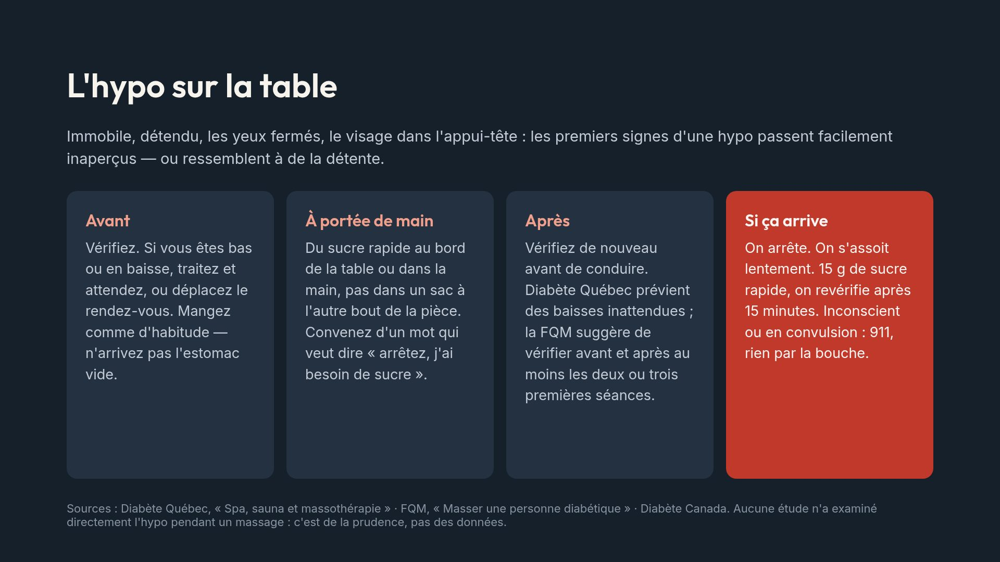 L'hypo sur la table
Immobile, détendu, les yeux fermés, le visage dans l'appui-tête : les premiers signes d'une hypo passent facilement
inaperçus — ou ressemblent à de la détente.
Avant
Vérifiez. Si vous êtes bas
ou en baisse, traitez et
attendez, ou déplacez le
rendez-vous. Mangez
comme d'habitude —
n'arrivez pas l'estomac
vide.
À portée de main
Du sucre rapide au bord
de la table ou dans la
main, pas dans un sac à
l'autre bout de la pièce.
Convenez d'un mot qui
veut dire « arrêtez, j'ai
besoin de sucre ».
Après
Vérifiez de nouveau
avant de conduire.
Diabète Québec prévient
des baisses inattendues ;
la FQM suggère de
vérifier avant et après au
moins les deux ou trois
premières séances.
Si ça arrive
On arrête. On s'assoit
lentement. 15 g de sucre
rapide, on revérifie après
15 minutes. Inconscient
ou en convulsion : 911,
rien par la bouche.
Sources : Diabète Québec, « Spa, sauna et massothérapie » · FQM, « Masser une personne diabétique » · Diabète Canada. Aucune étude n'a examiné
directement l'hypo pendant un massage : c'est de la prudence, pas des données.